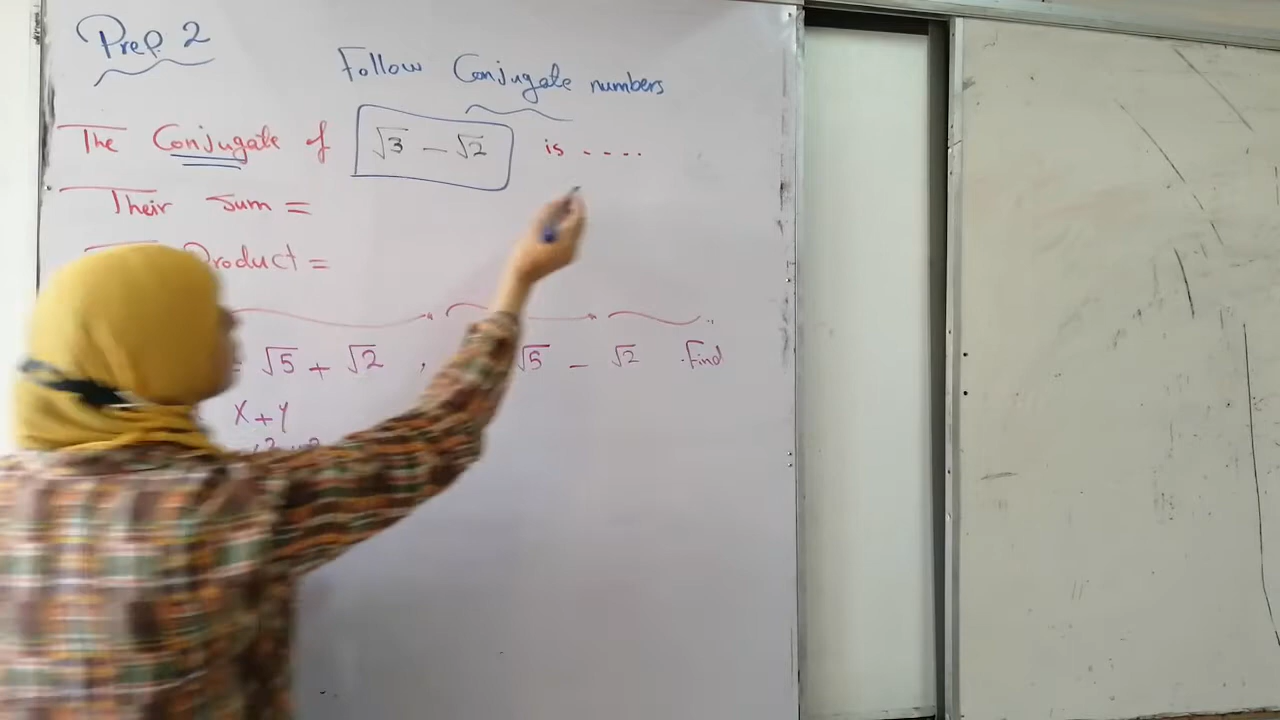 Prep. 2
Follow Conjugate numbers
The Conjugate of √3 - √2 is ....
Their sum =
Product =
= √5 + √2 , √5 - √2 Find
X + Y